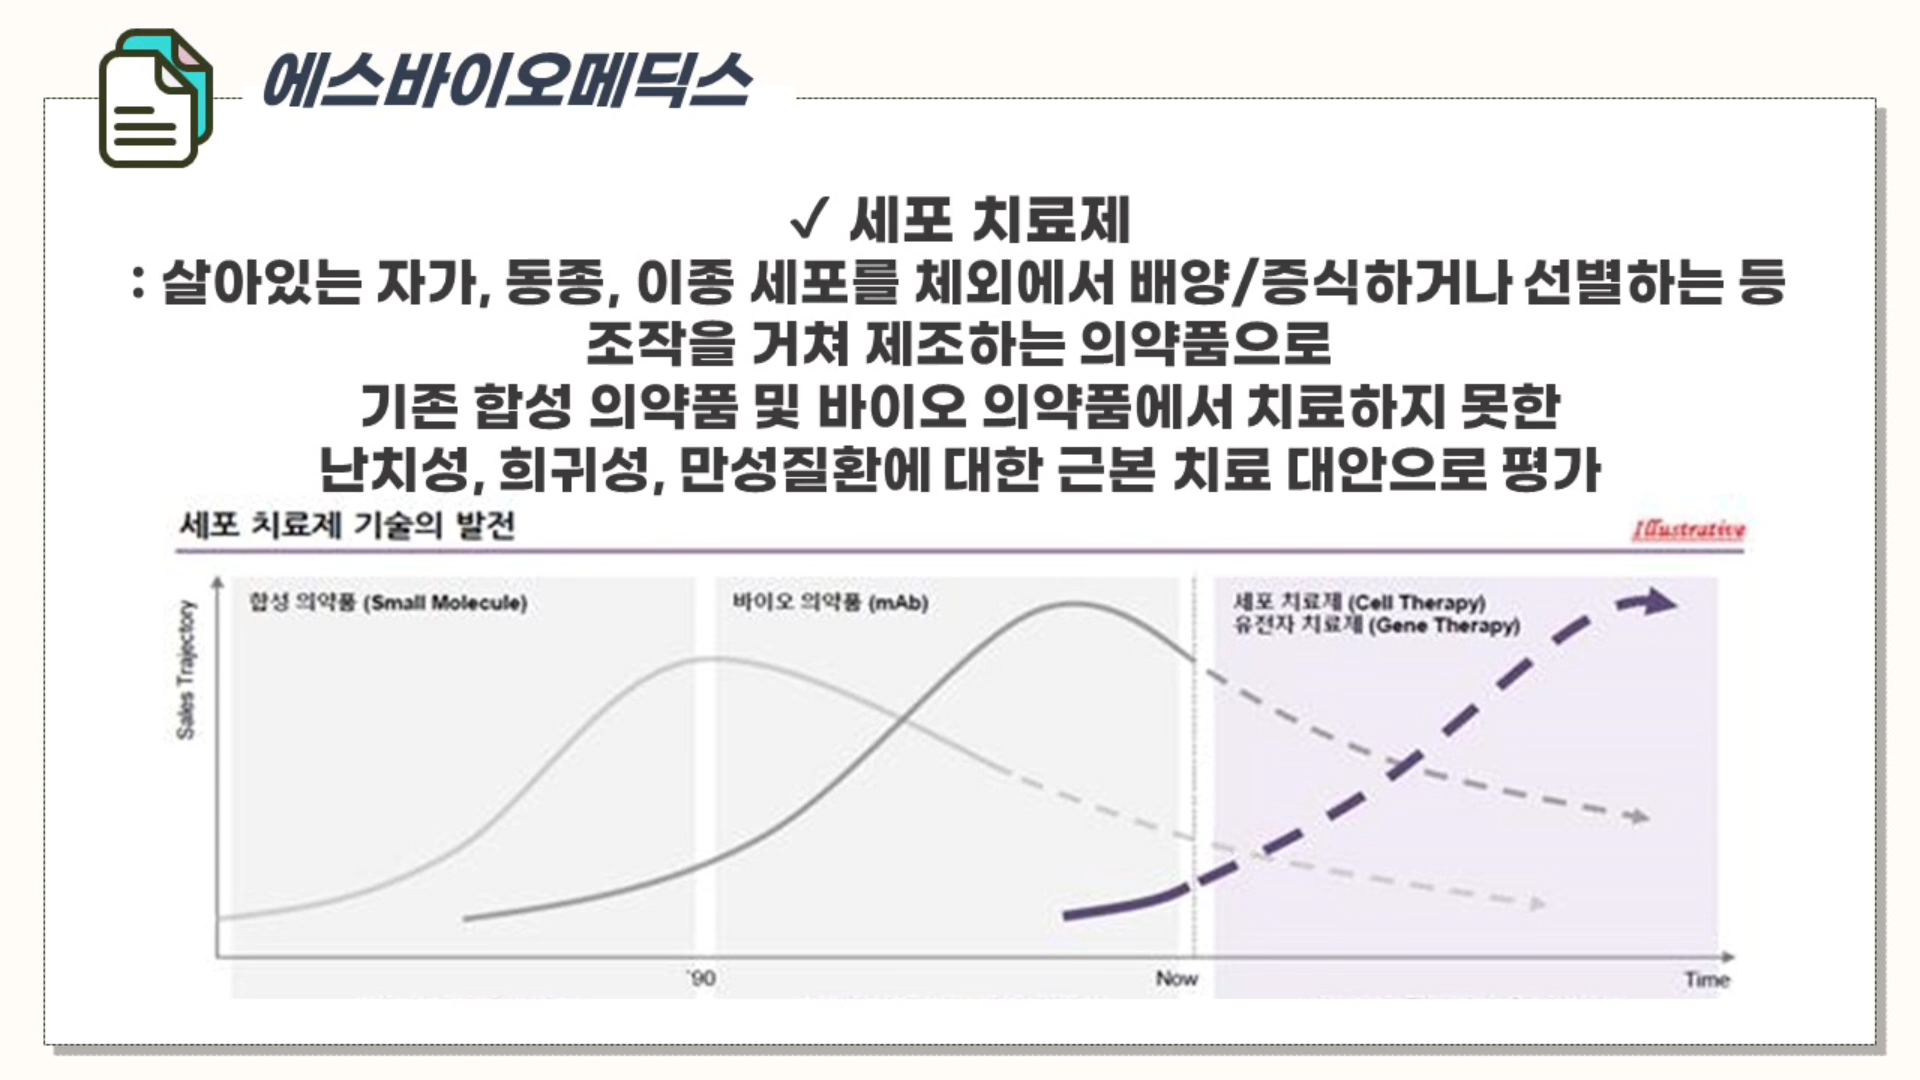 에스바이오메딕스
✓ 세포 치료제
: 살아있는 자가, 동종, 이종 세포를 체외에서 배양/증식하거나 선별하는 등
조작을 거쳐 제조하는 의약품으로
기존 합성 의약품 및 바이오 의약품에서 치료하지 못한
난치성, 희귀성, 만성질환에 대한 근본 치료 대안으로 평가
세포 치료제 기술의 발전
Illustrative
합성 의약품 (Small Molecule)
바이오 의약품 (mAb)
세포 치료제 (Cell Therapy)
유전자 치료제 (Gene Therapy)
Sales Trajectory
`90
Now
Time